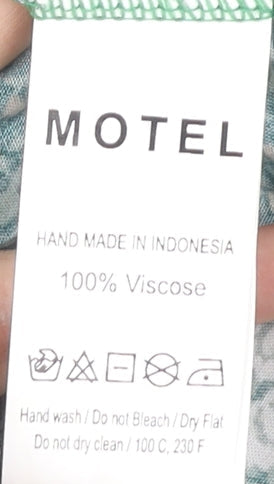 MOTEL
HAND MADE IN INDONESIA
100% Viscose
Hand wash / Do not Bleach / Dry Flat
Do not dry clean / 100 C, 230 F